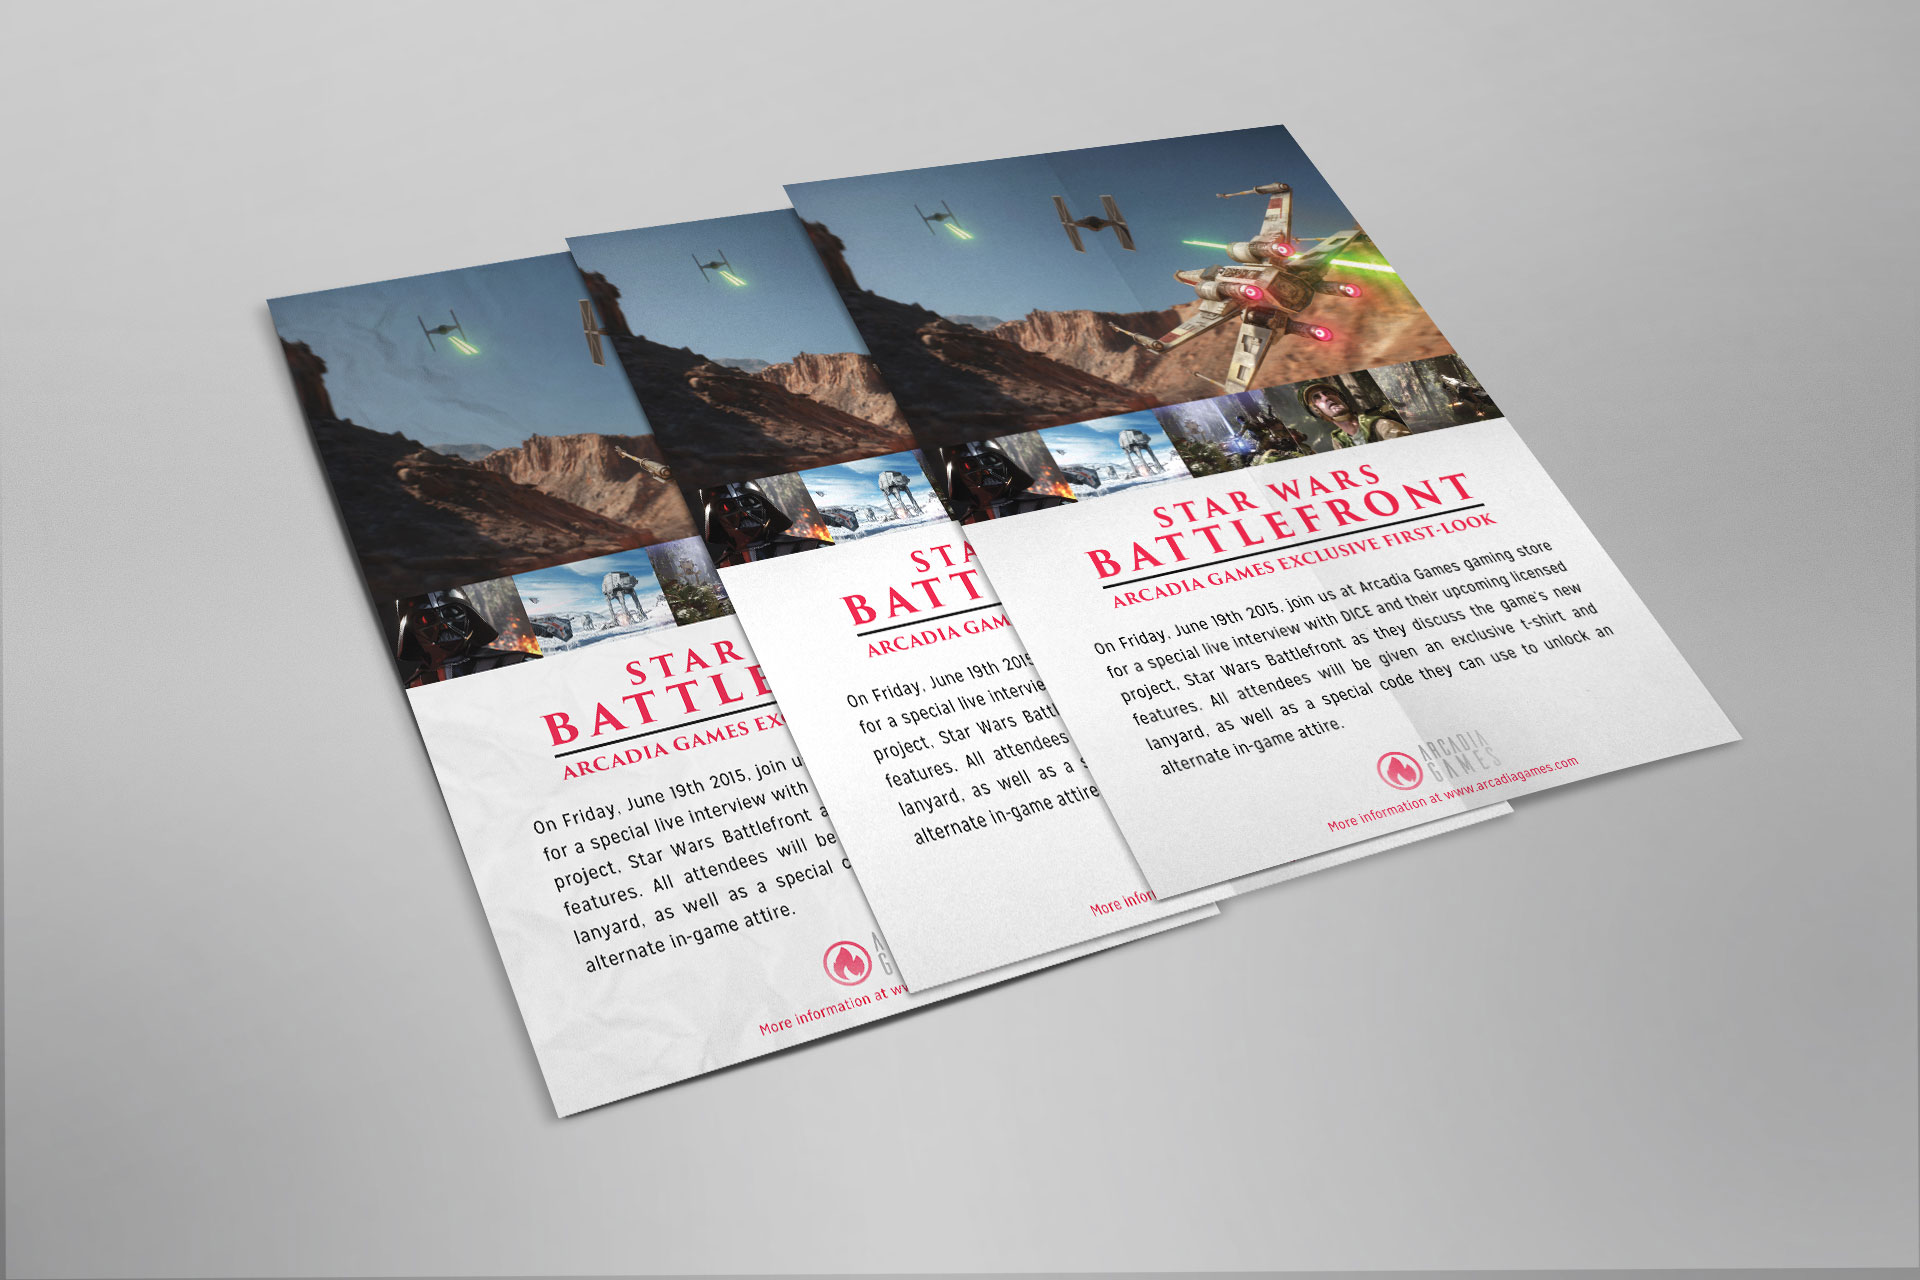 STAR WARS
BATTLEFRONT
ARCADIA GAMES EXCLUSIVE FIRST-LOOK
On Friday, June 19th 2015, join us at Arcadia Games gaming store
for a special live interview with DICE and their upcoming licensed
project, Star Wars Battlefront as they discuss the game's new
features. All attendees will be given an exclusive t-shirt and
lanyard, as well as a special code they can use to unlock an
alternate in-game attire.
ARCADIA
GAMES
More information at www.arcadiagames.com
STA
BATT
ARCADIA GAM
On Friday, June 19th 2015
for a special live intervie
project, Star Wars Battl
features. All attendees
lanyard, as well as a s
alternate in-game attire
More infor
STAR
BATTLEF
ARCADIA GAMES EXC
On Friday, June 19th 2015, join u
for a special live interview with
project, Star Wars Battlefront a
features. All attendees will be
lanyard, as well as a special c
alternate in-game attire.
A
G
More information at ww